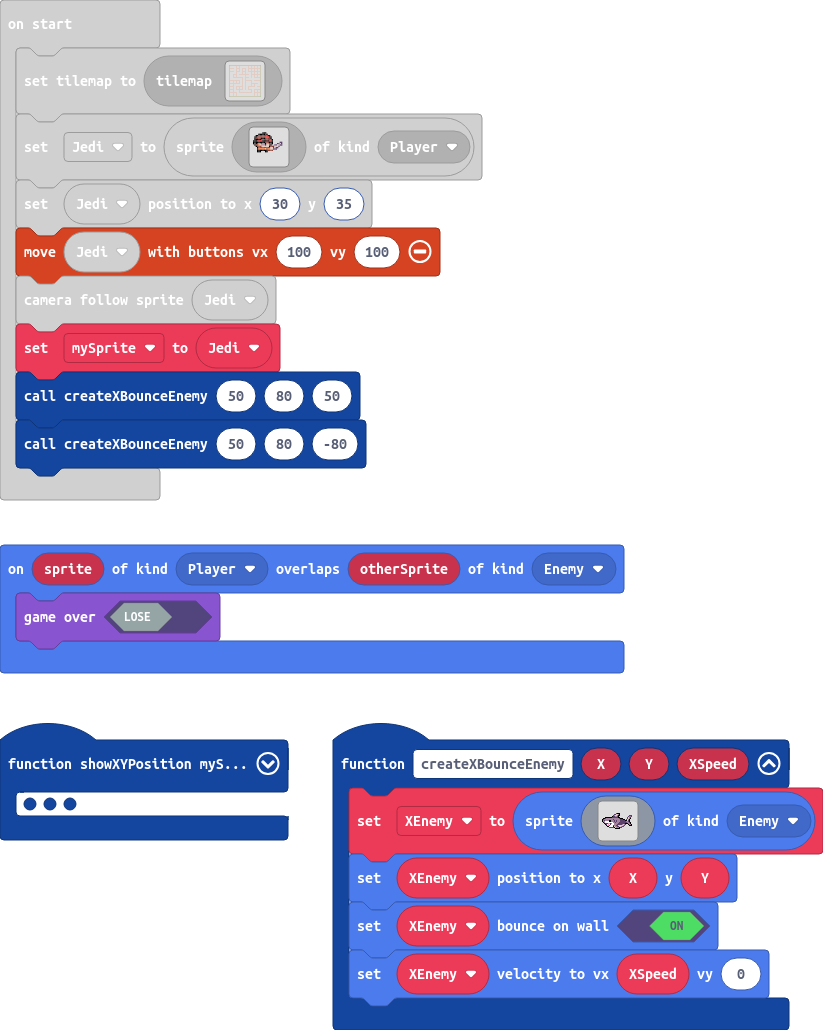 on start
set tilemap to tilemap
set Jedi to sprite of kind Player
set Jedi position to x 30 y 35
move Jedi with buttons vx 100 vy 100
camera follow sprite Jedi
set mySprite to Jedi
call createXBounceEnemy 50 80 50
call createXBounceEnemy 50 80 -80
on sprite of kind Player overlaps otherSprite of kind Enemy
game over LOSE
function showXYPosition myS...
function createXBounceEnemy X Y XSpeed
set XEnemy to sprite of kind Enemy
set XEnemy position to x X y Y
set XEnemy bounce on wall ON
set XEnemy velocity to vx XSpeed vy 0